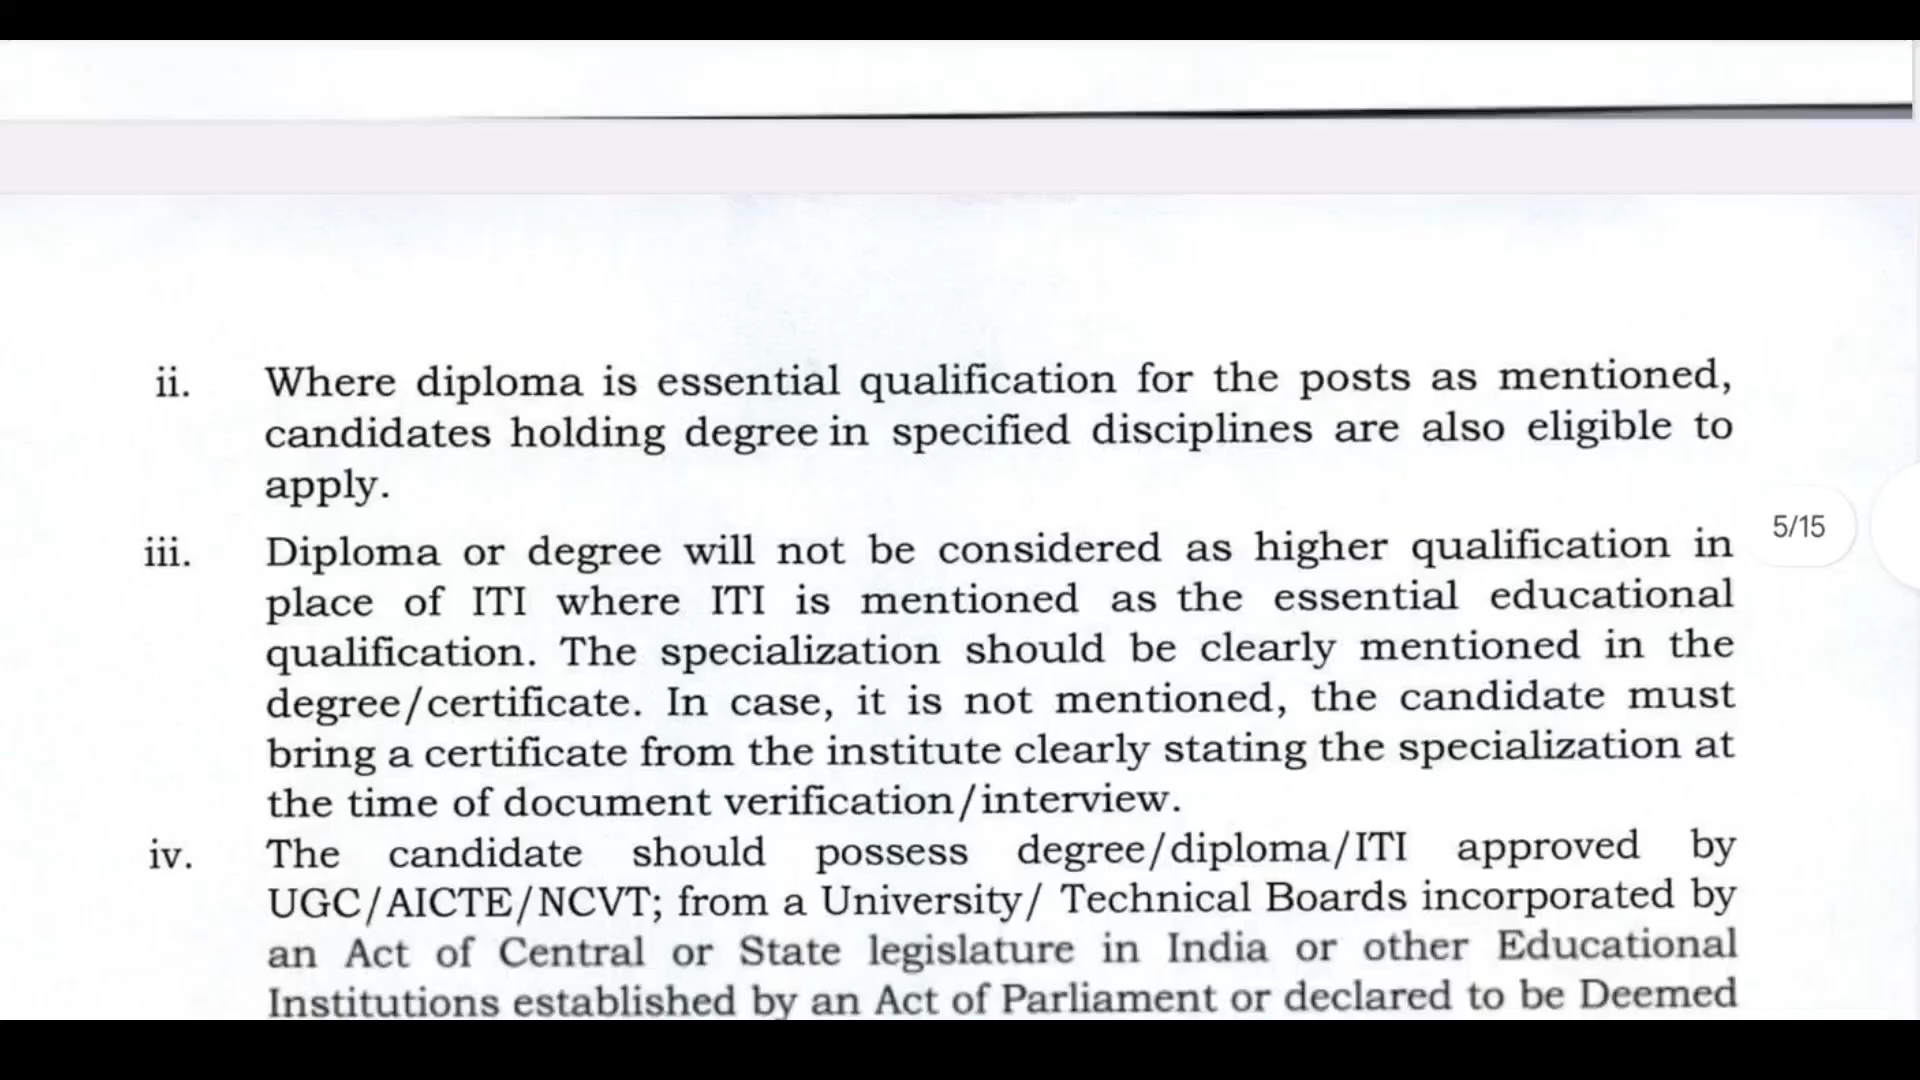 ii. Where diploma is essential qualification for the posts as mentioned,
candidates holding degree in specified disciplines are also eligible to
apply.
iii. Diploma or degree will not be considered as higher qualification in
place of ITI where ITI is mentioned as the essential educational
qualification. The specialization should be clearly mentioned in the
degree/certificate. In case, it is not mentioned, the candidate must
bring a certificate from the institute clearly stating the specialization at
the time of document verification/interview.
iv. The candidate should possess degree/diploma/ITI approved by
UGC/AICTE/NCVT; from a University/ Technical Boards incorporated by
an Act of Central or State legislature in India or other Educational
Institutions established by an Act of Parliament or declared to be Deemed
5/15